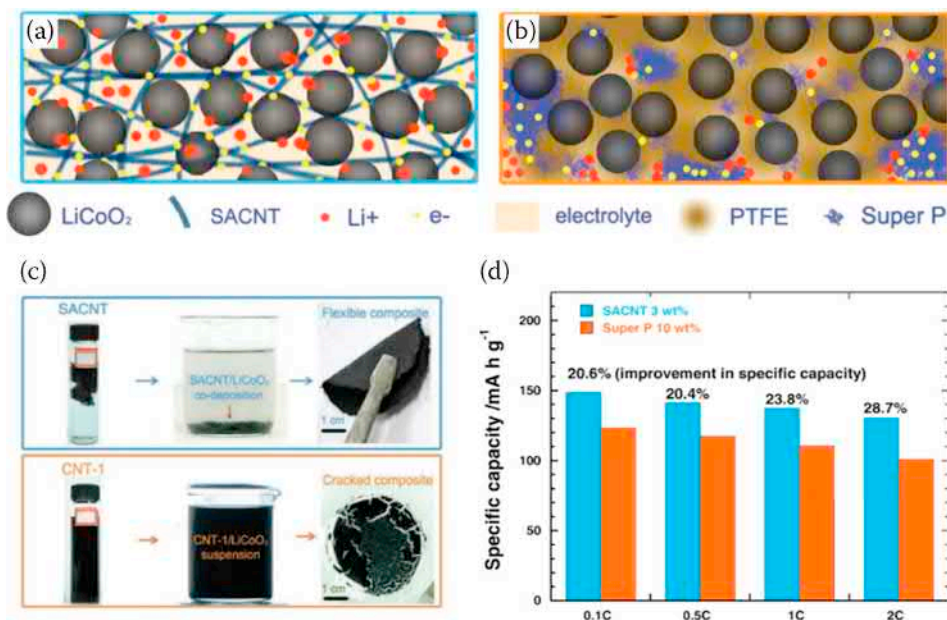 (a)
(b)
LiCoO₂
SACNT
Li+
e-
electrolyte
PTFE
Super P
(c)
SACNT
SACNT/LiCoO₂
co-deposition
Flexible composite
1 cm
CNT-1
CNT-1/LiCoO₂
suspension
Cracked composite
1 cm
(d)
Specific capacity /mA h g⁻¹
200
150
100
50
0
SACNT 3 wt%
Super P 10 wt%
20.6% (improvement in specific capacity)
20.4%
23.8%
28.7%
0.1C
0.5C
1C
2C